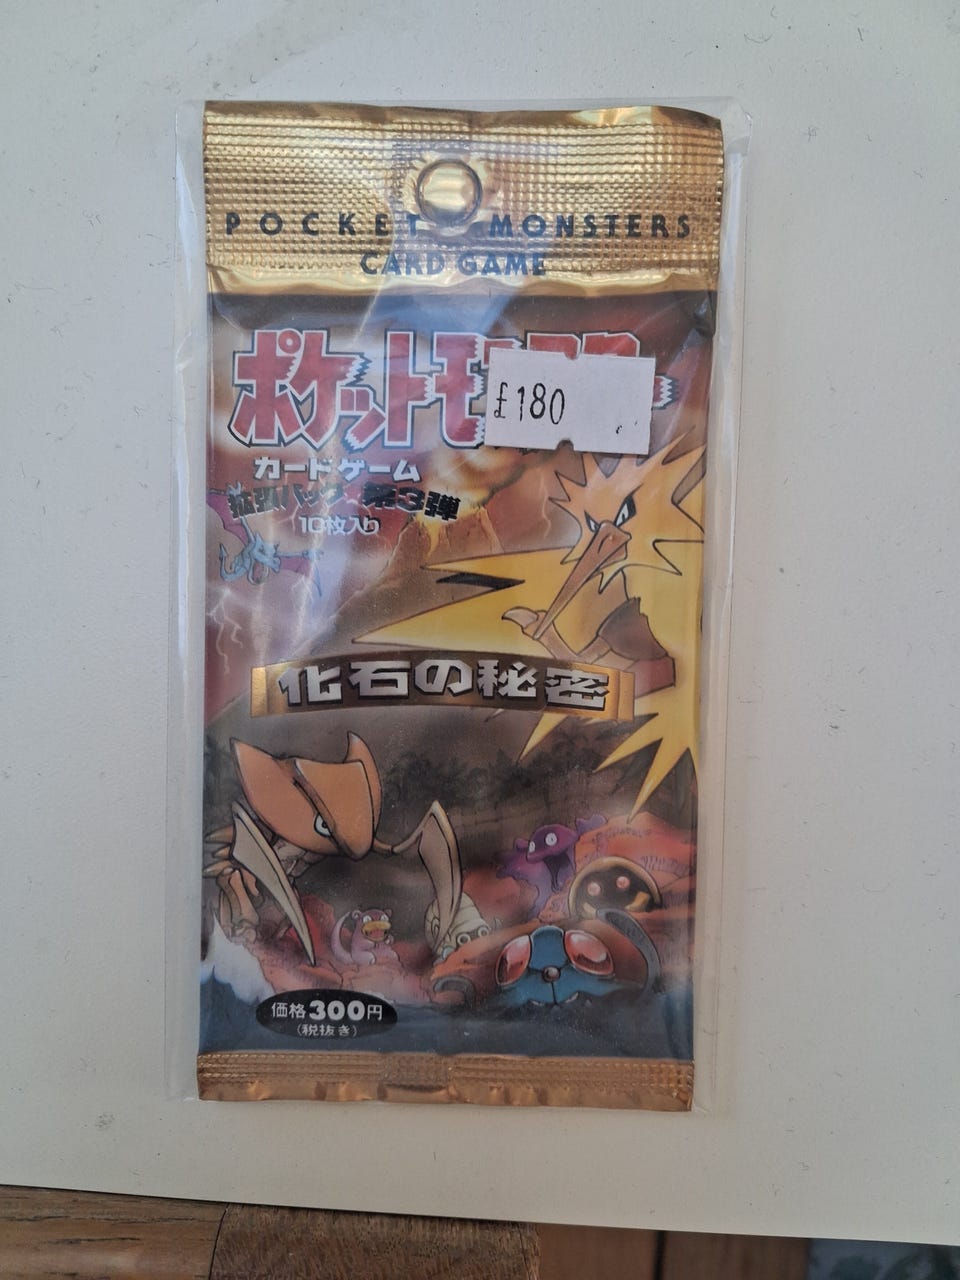 POCKET MONSTERS
CARD GAME
£180
カードゲーム
拡張パック 第3弾
10枚入り
化石の秘密
価格300円
(税抜き)